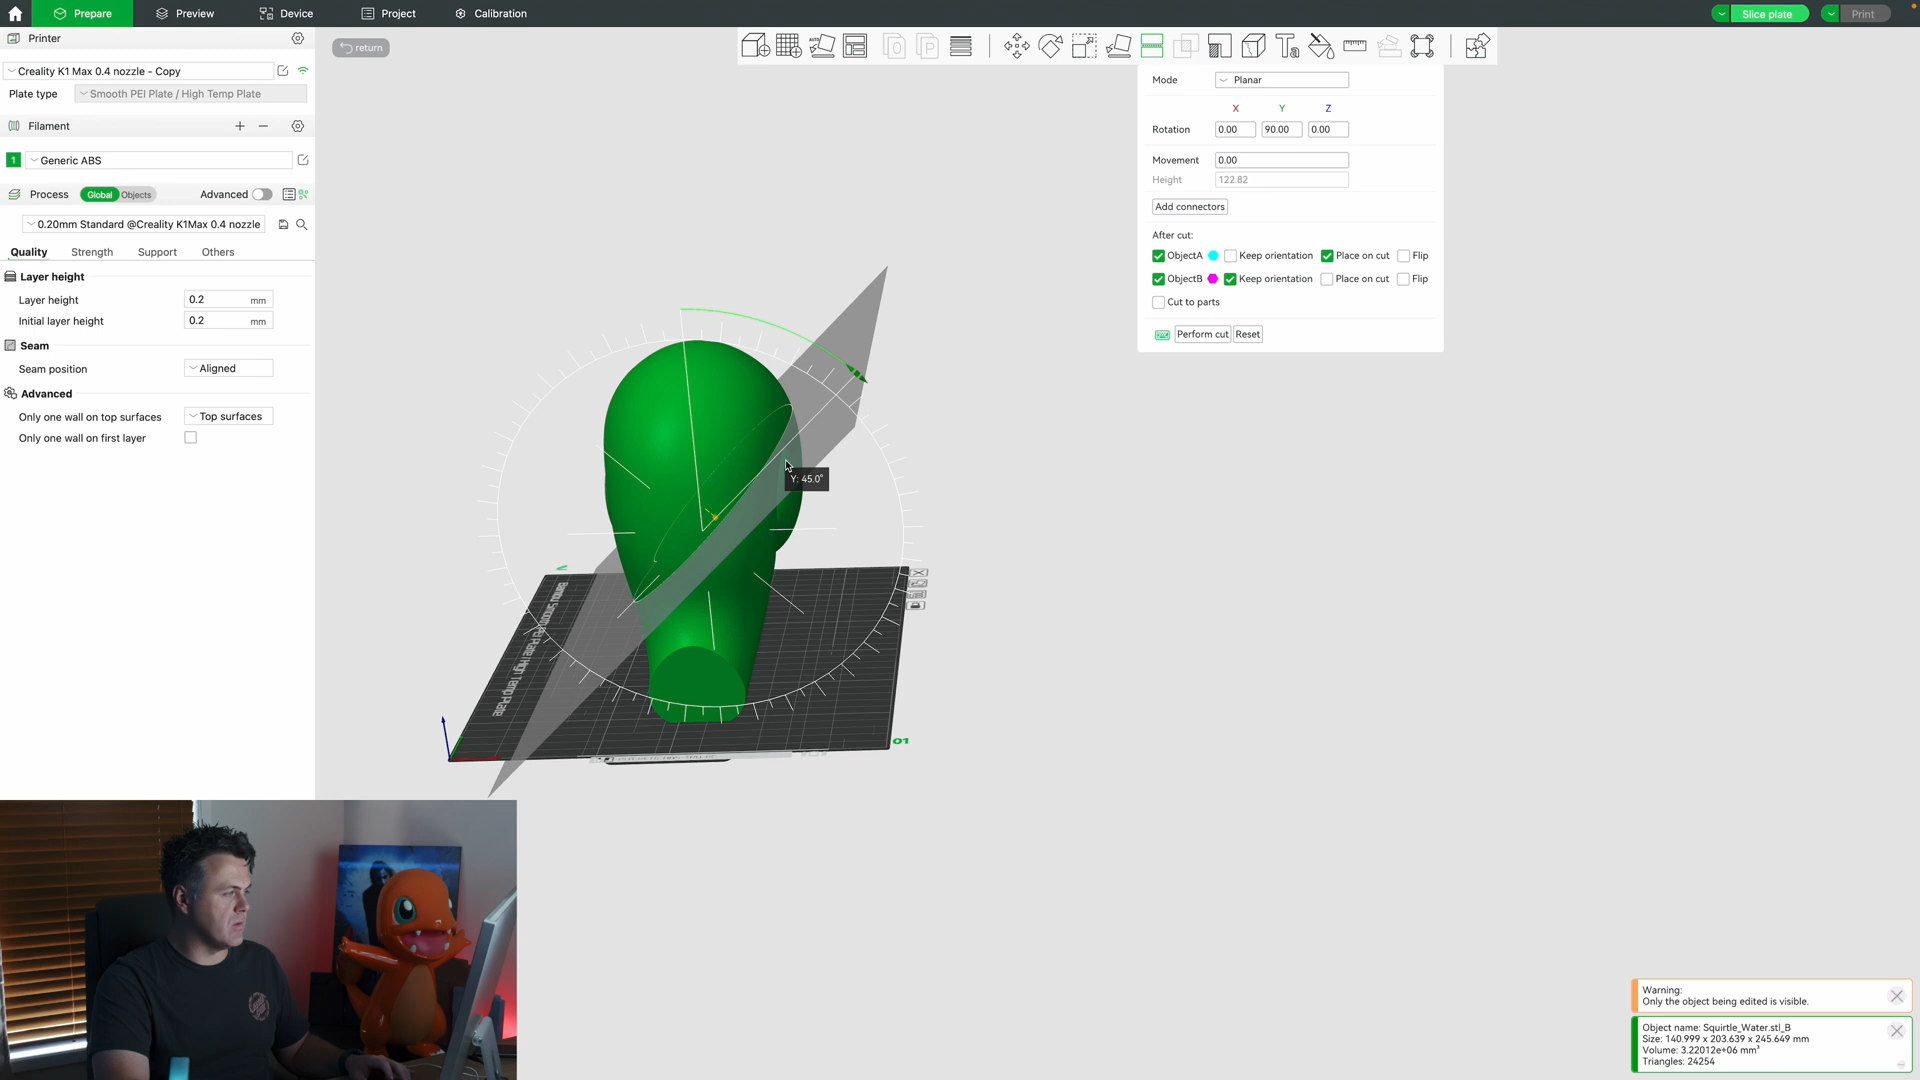 Prepare
Preview
Device
Project
Calibration
Slice plate
Print
Printer
return
Creality K1 Max 0.4 nozzle - Copy
Plate type
Smooth PEI Plate / High Temp Plate
Filament
1
Generic ABS
Process
Global
Objects
Advanced
0.20mm Standard @Creality K1Max 0.4 nozzle
Quality
Strength
Support
Others
Layer height
Layer height
0.2
mm
Initial layer height
0.2
mm
Seam
Seam position
Aligned
Advanced
Only one wall on top surfaces
Top surfaces
Only one wall on first layer
AUTO
Mode
Planar
X
Y
Z
Rotation
0.00
90.00
0.00
Movement
0.00
Height
122.82
Add connectors
After cut:
ObjectA
Keep orientation
Place on cut
Flip
ObjectB
Keep orientation
Place on cut
Flip
Cut to parts
Perform cut
Reset
Y: 45.0°
01
Warning:
Only the object being edited is visible.
Object name: Squirtle_Water.stl_B
Size: 140.999 x 203.639 x 245.649 mm
Volume: 3.22012e+06 mm³
Triangles: 24254